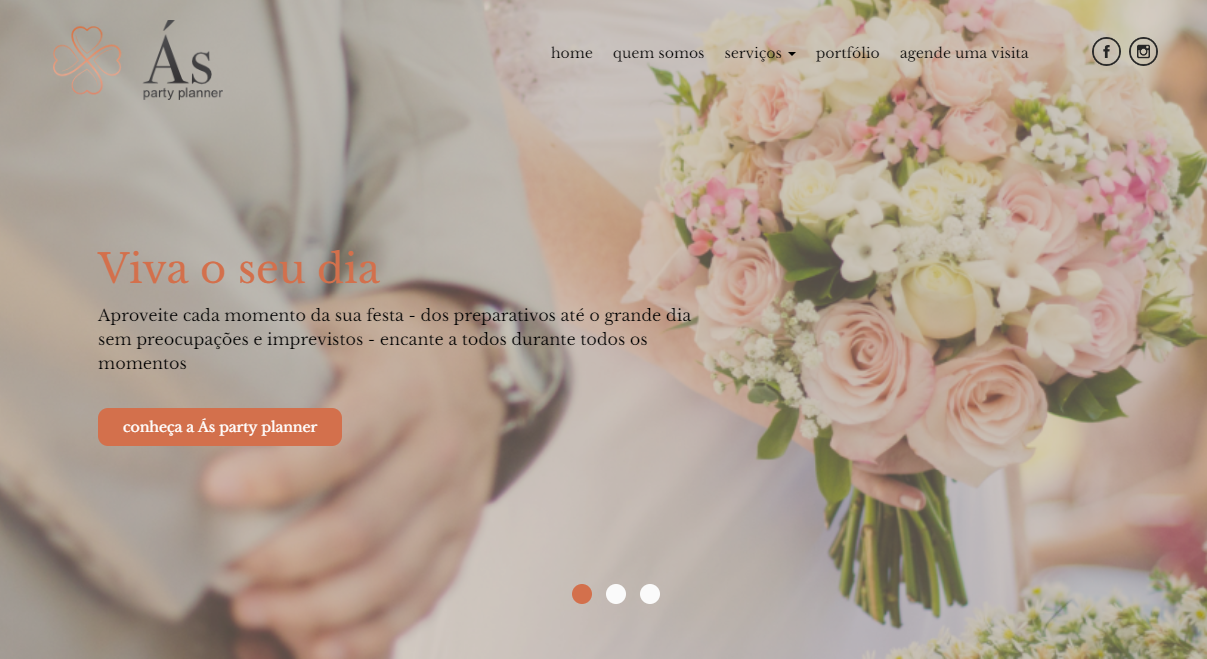 Ás
party planner
home quem somos serviços portfólio agende uma visita
Viva o seu dia
Aproveite cada momento da sua festa - dos preparativos até o grande dia
sem preocupações e imprevistos - encante a todos durante todos os
momentos
conheça a Ás party planner